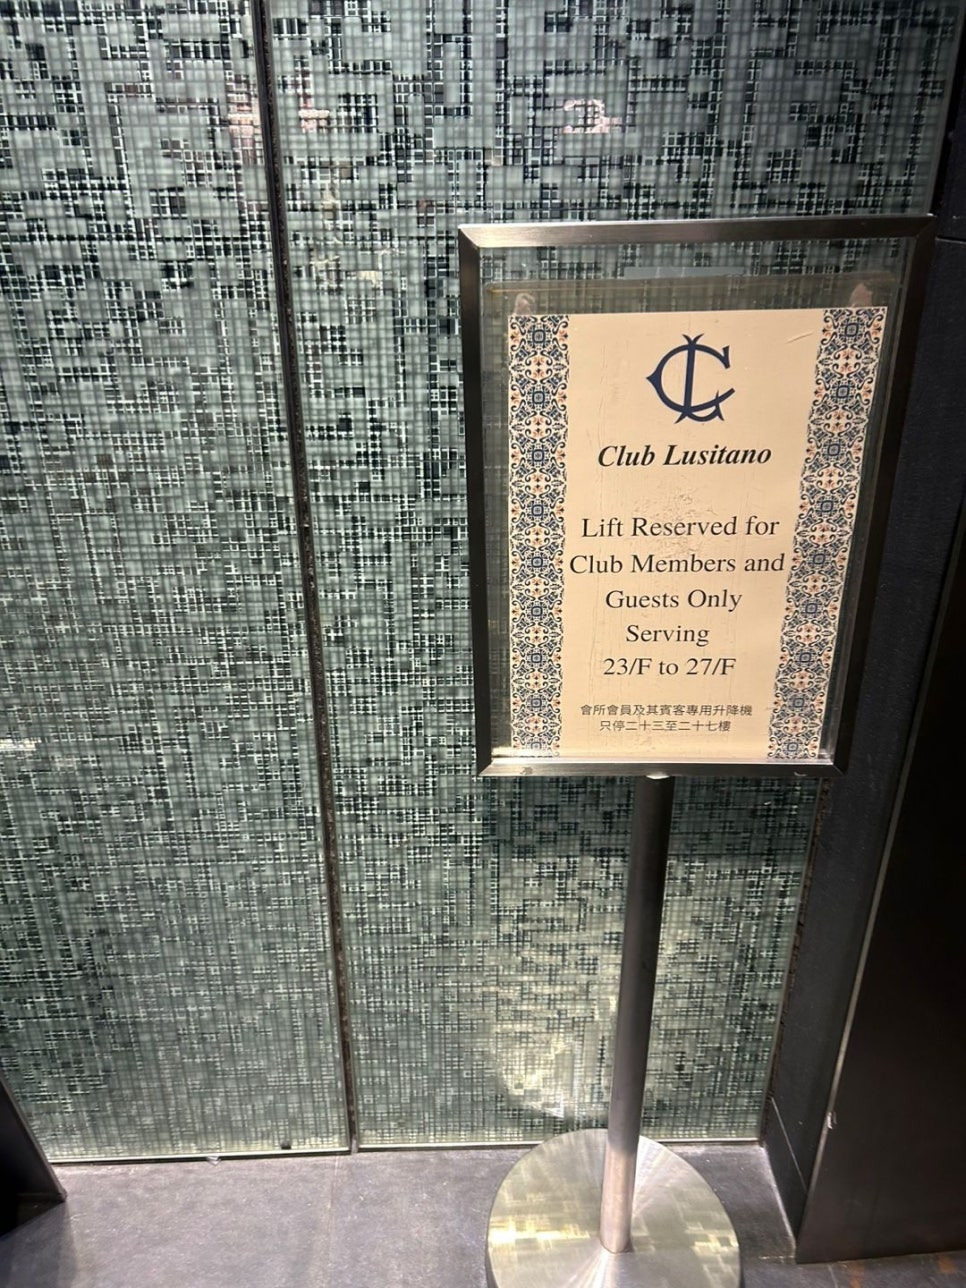 CL
Club Lusitano
Lift Reserved for
Club Members and
Guests Only
Serving
23/F to 27/F
會所會員及其賓客專用升降機
只停二十三至二十七樓